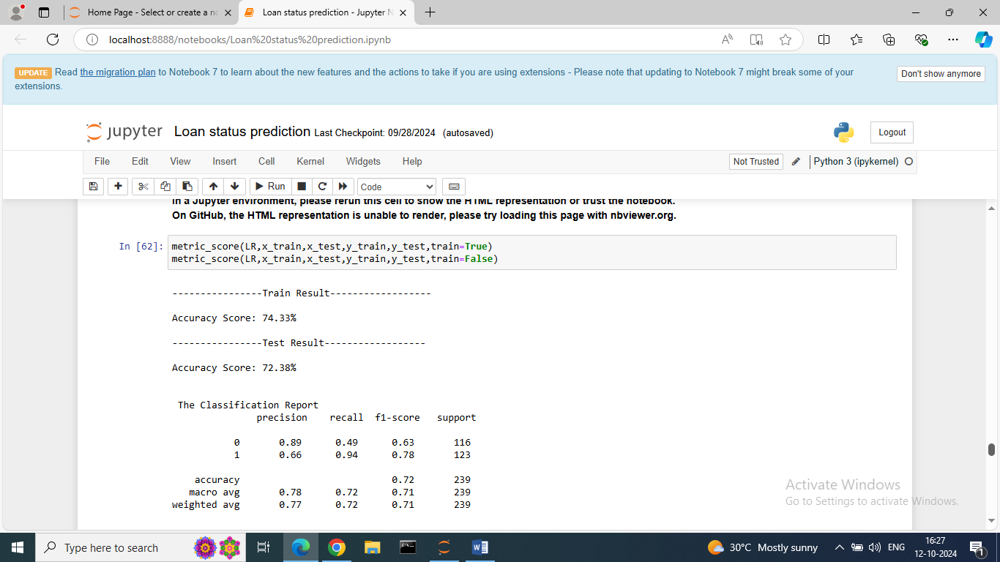 Home Page - Select or create a no
Loan status prediction - Jupyter N
localhost:8888/notebooks/Loan%20status%20prediction.ipynb
UPDATE Read the migration plan to Notebook 7 to learn about the new features and the actions to take if you are using extensions - Please note that updating to Notebook 7 might break some of your
extensions.
Don't show anymore
jupyter Loan status prediction Last Checkpoint: 09/28/2024 (autosaved)
Logout
File Edit View Insert Cell Kernel Widgets Help
Not Trusted Python 3 (ipykernel)
Run Code
In a Jupyter environment, please rerun this cell to show the HTML representation or trust the notebook.
On GitHub, the HTML representation is unable to render, please try loading this page with nbviewer.org.
In [62]: metric_score(LR,x_train,x_test,y_train,y_test,train=True)
metric_score(LR,x_train,x_test,y_train,y_test,train=False)
----------------Train Result------------------
Accuracy Score: 74.33%
----------------Test Result------------------
Accuracy Score: 72.38%
The Classification Report
precision recall f1-score support
0 0.89 0.49 0.63 116
1 0.66 0.94 0.78 123
accuracy 0.72 239
macro avg 0.78 0.72 0.71 239
weighted avg 0.77 0.72 0.71 239
Activate Windows
Go to Settings to activate Windows.
Type here to search
30°C Mostly sunny
ENG
16:27
12-10-2024
1